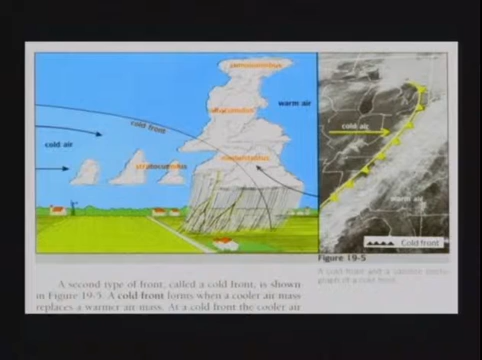 warm air
cold front
cold air
stratocumulus
cold air
warm air
Cold front
Figure 19-5
A second type of front, called a cold front, is shown
in Figure 19-5. A cold front forms when a cooler air mass
replaces a warmer air mass. At a cold front the cooler air